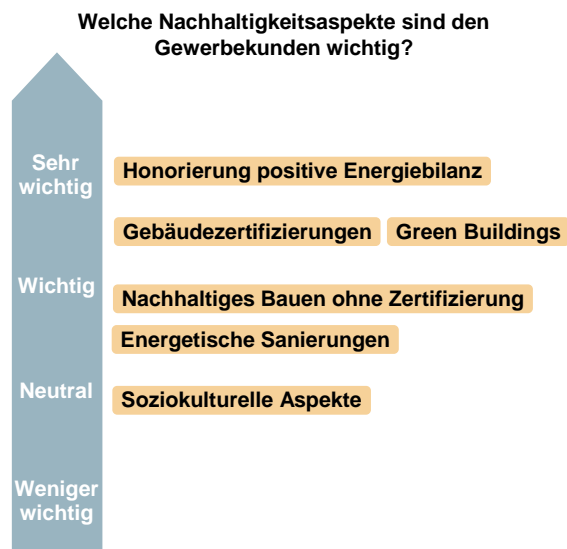 Welche Nachhaltigkeitsaspekte sind den
Gewerbekunden wichtig?
Sehr
wichtig
Honorierung positive Energiebilanz
Gebäudezertifizierungen Green Buildings
Wichtig
Nachhaltiges Bauen ohne Zertifizierung
Energetische Sanierungen
Neutral
Soziokulturelle Aspekte
Weniger
wichtig